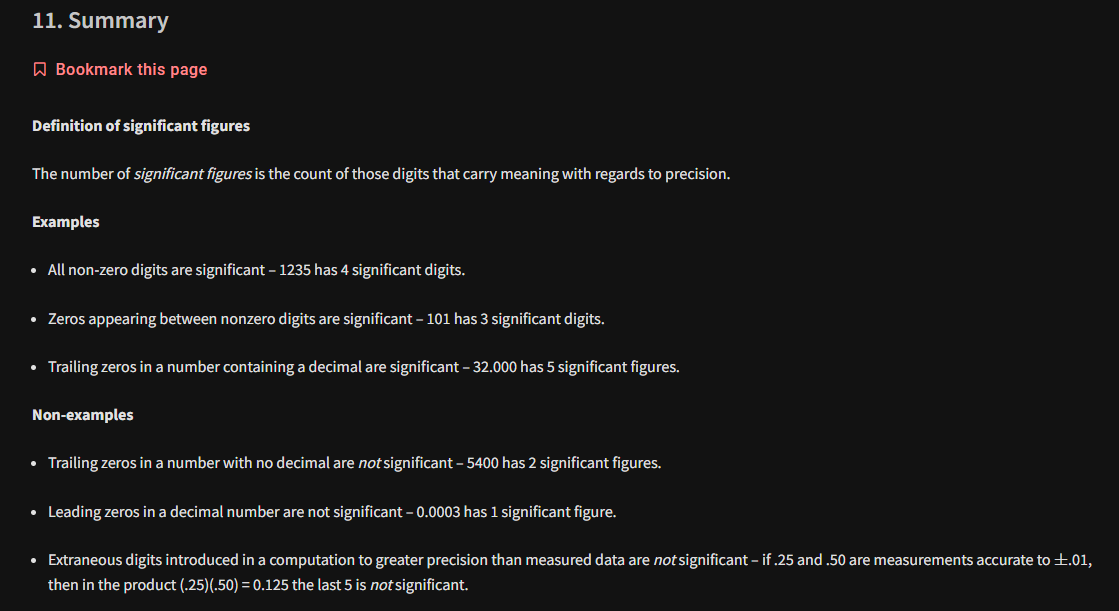 11. Summary
Bookmark this page
Definition of significant figures
The number of significant figures is the count of those digits that carry meaning with regards to precision.
Examples
• All non-zero digits are significant – 1235 has 4 significant digits.
• Zeros appearing between nonzero digits are significant – 101 has 3 significant digits.
• Trailing zeros in a number containing a decimal are significant – 32.000 has 5 significant figures.
Non-examples
• Trailing zeros in a number with no decimal are not significant – 5400 has 2 significant figures.
• Leading zeros in a decimal number are not significant – 0.0003 has 1 significant figure.
• Extraneous digits introduced in a computation to greater precision than measured data are not significant – if .25 and .50 are measurements accurate to ±.01,
then in the product (.25)(.50) = 0.125 the last 5 is not significant.